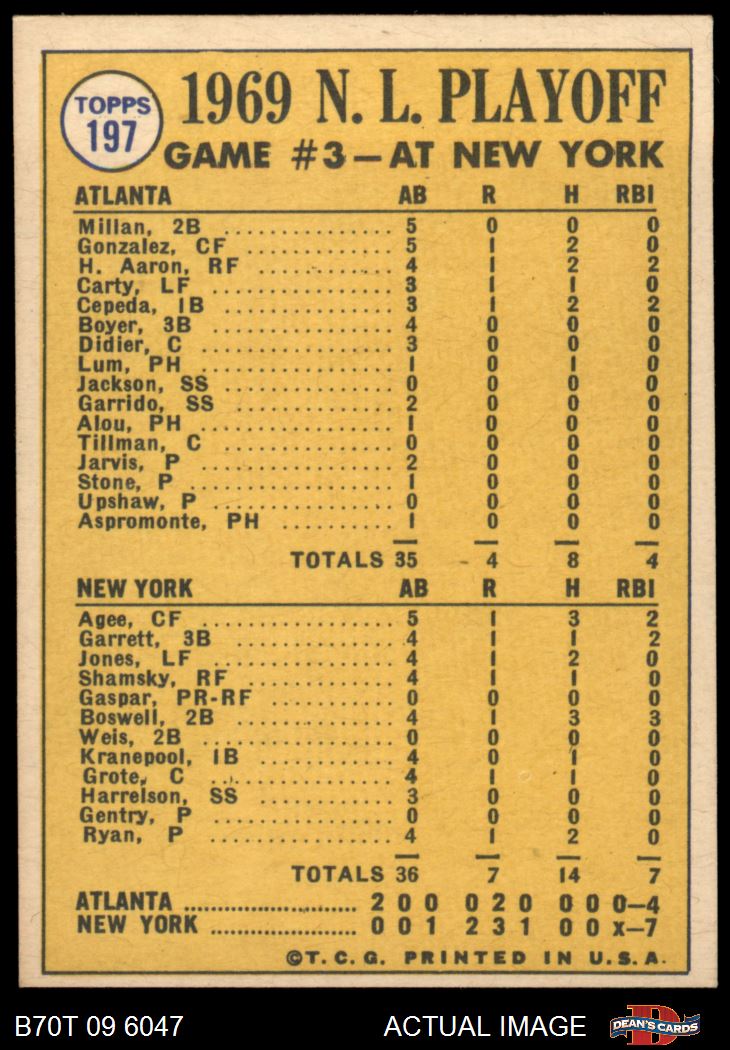 TOPPS
197
1969 N. L. PLAYOFF
GAME #3—AT NEW YORK
ATLANTA AB R H RBI
Millan, 2B .................. 5 0 0 0
Gonzalez, CF ............... 5 1 2 0
H. Aaron, RF ............ 4 1 2 2
Carty, LF ................... 3 1 1 0
Cepeda, 1B ............... 3 1 2 2
Boyer, 3B .................. 4 0 0 0
Didier, C ................. 3 0 0 0
Lum, PH ................... 1 0 1 0
Jackson, SS ............... 0 0 0 0
Garrido, SS ............... 2 0 0 0
Alou, PH .................. 1 0 0 0
Tillman, C ................. 0 0 0 0
Jarvis, P ................. 2 0 0 0
Stone, P .................. 1 0 0 0
Upshaw, P ................ 0 0 0 0
Aspromonte, PH .......... 1 0 0 0
TOTALS 35 4 8 4
NEW YORK AB R H RBI
Agee, CF ................. 5 1 3 2
Garrett, 3B ............... 4 1 1 2
Jones, LF ................ 4 1 2 0
Shamsky, RF ............. 4 1 1 0
Gaspar, PR-RF ............ 0 0 0 0
Boswell, 2B ............... 4 1 3 3
Weis, 2B ................. 0 0 0 0
Kranepool, 1B ............ 4 0 1 0
Grote, C .................. 4 1 1 0
Harrelson, SS ............ 3 0 0 0
Gentry, P ................. 0 0 0 0
Ryan, P .................. 4 1 2 0
TOTALS 36 7 14 7
ATLANTA ........................ 2 0 0 0 2 0 0 0 0—4
NEW YORK .................... 0 0 1 2 3 1 0 0 x—7
©T. C. G. PRINTED IN U.S.A.
B70T 09 6047 ACTUAL IMAGE D DEAN'S CARDS